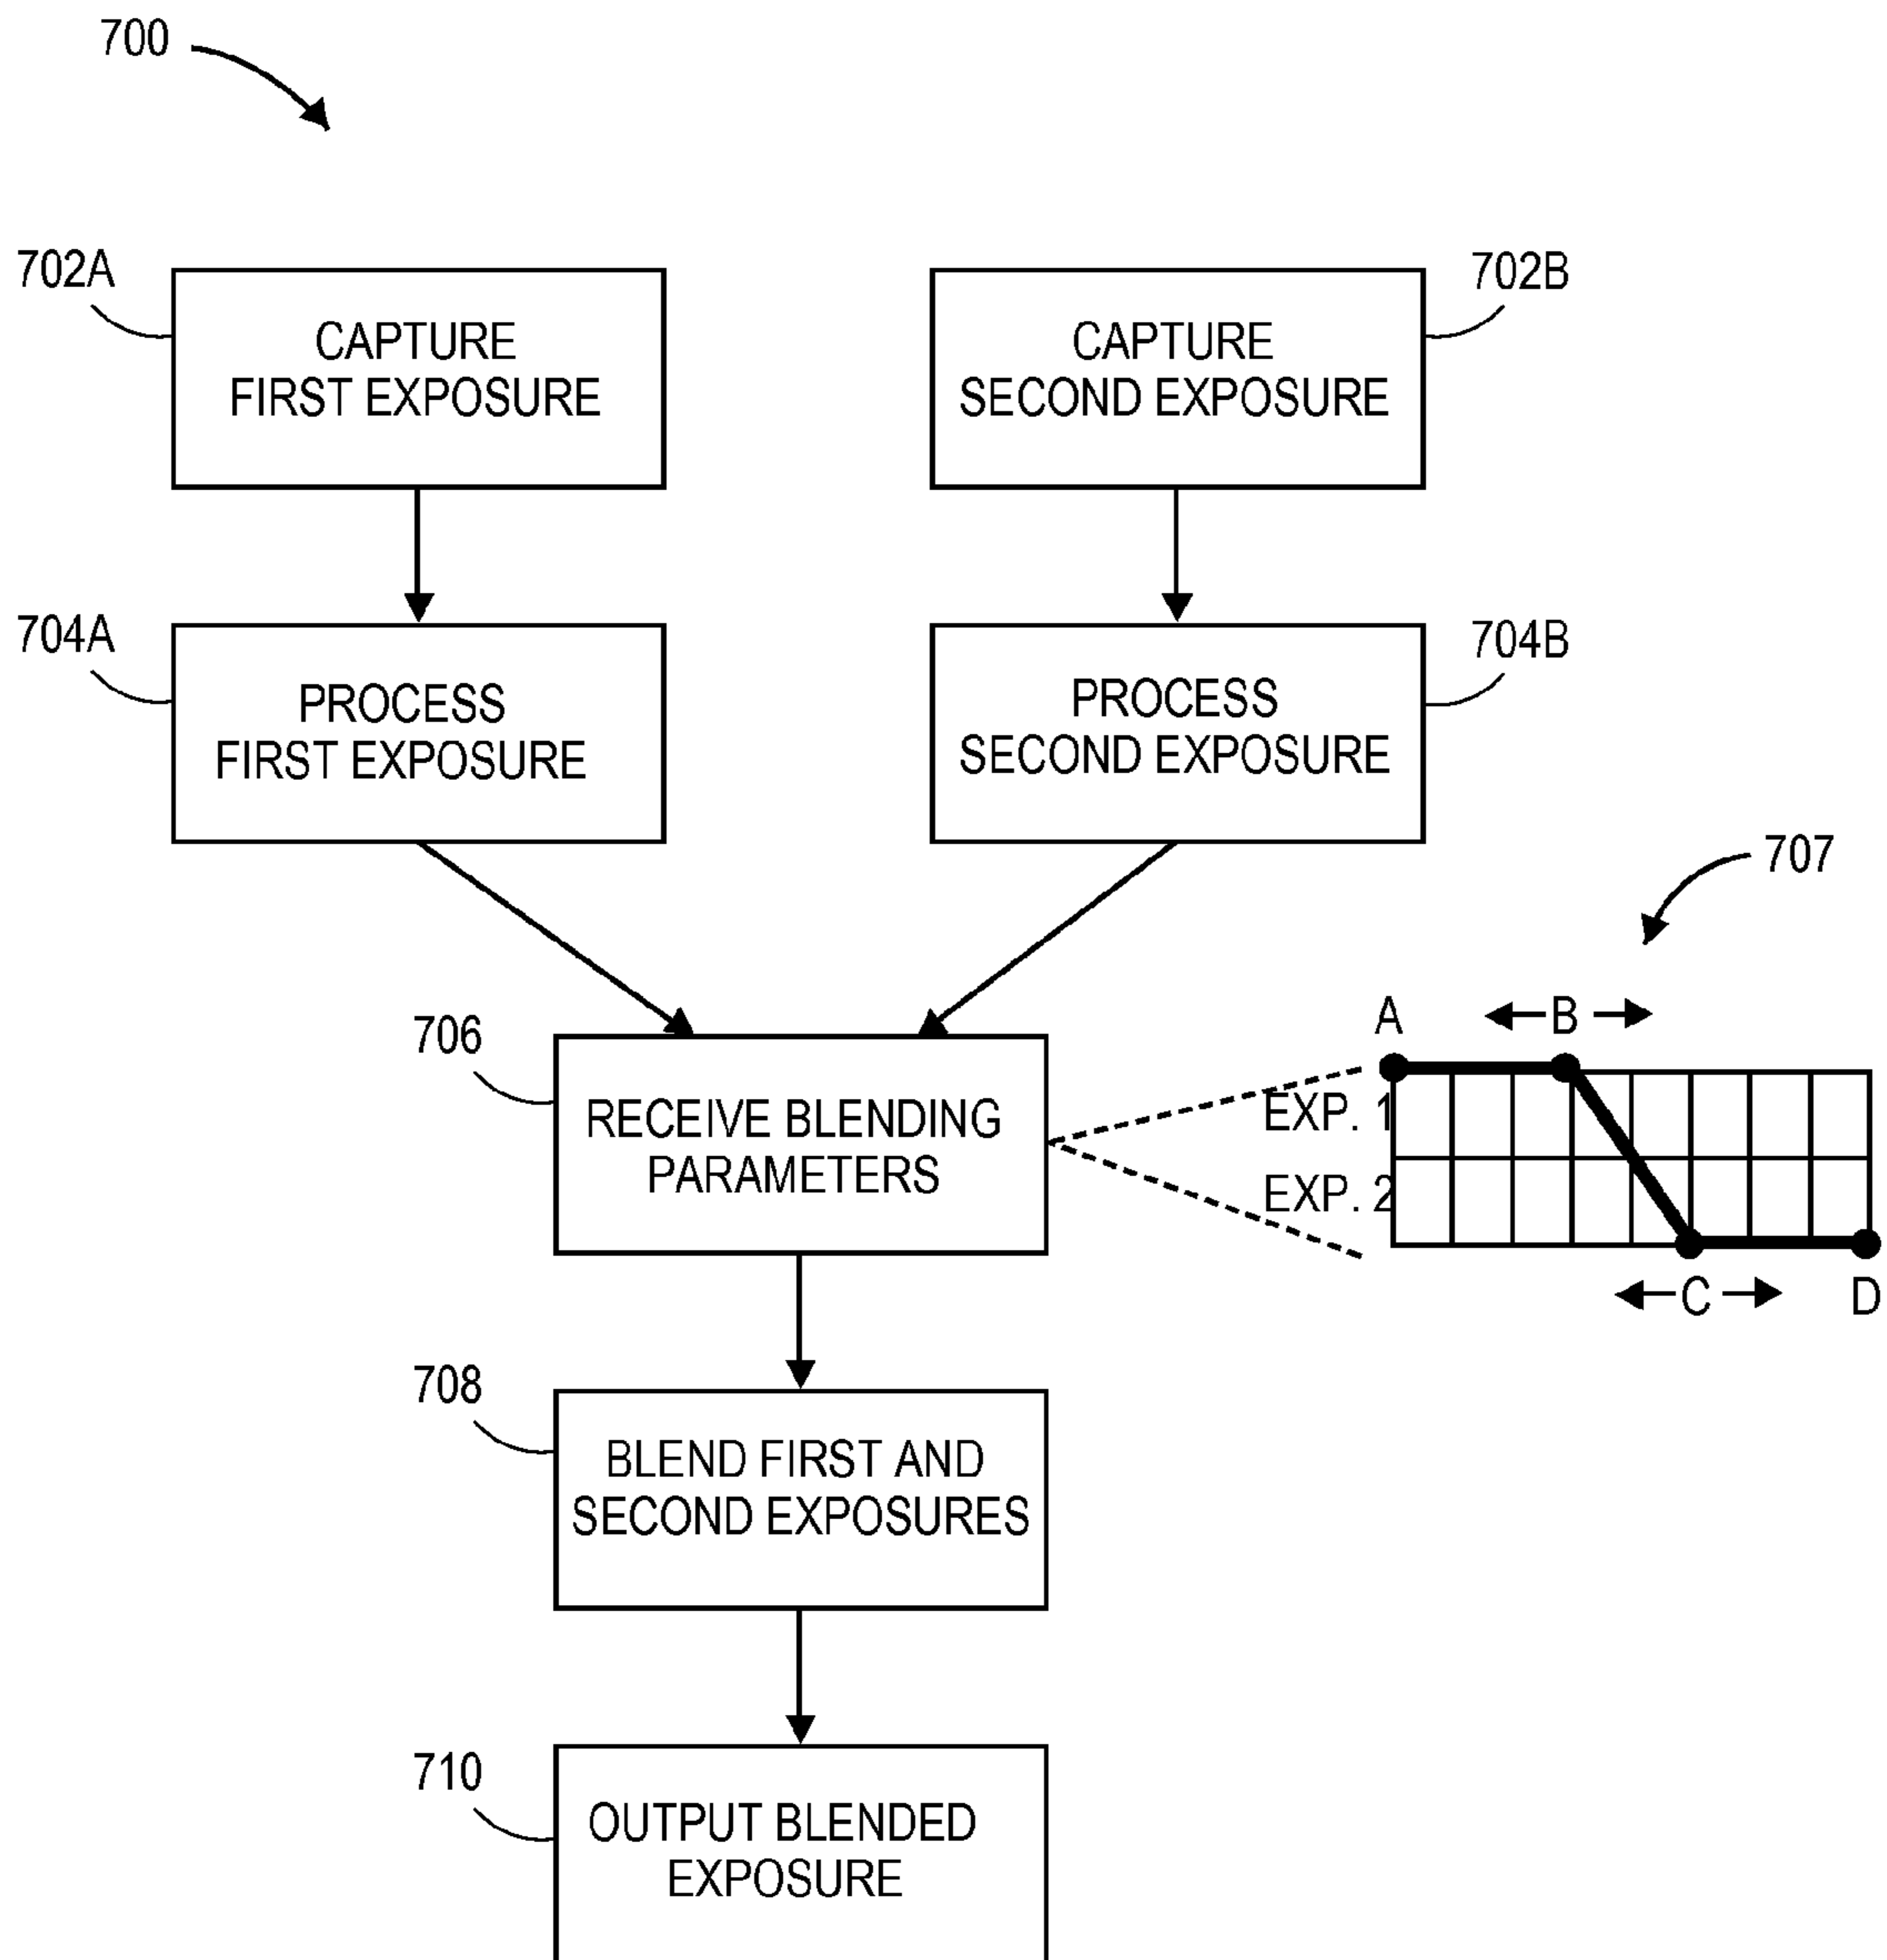 700
702A
CAPTURE
FIRST EXPOSURE
702B
CAPTURE
SECOND EXPOSURE
704A
PROCESS
FIRST EXPOSURE
704B
PROCESS
SECOND EXPOSURE
707
706
RECEIVE BLENDING
PARAMETERS
A
B
EXP. 1
EXP. 2
C
D
708
BLEND FIRST AND
SECOND EXPOSURES
710
OUTPUT BLENDED
EXPOSURE